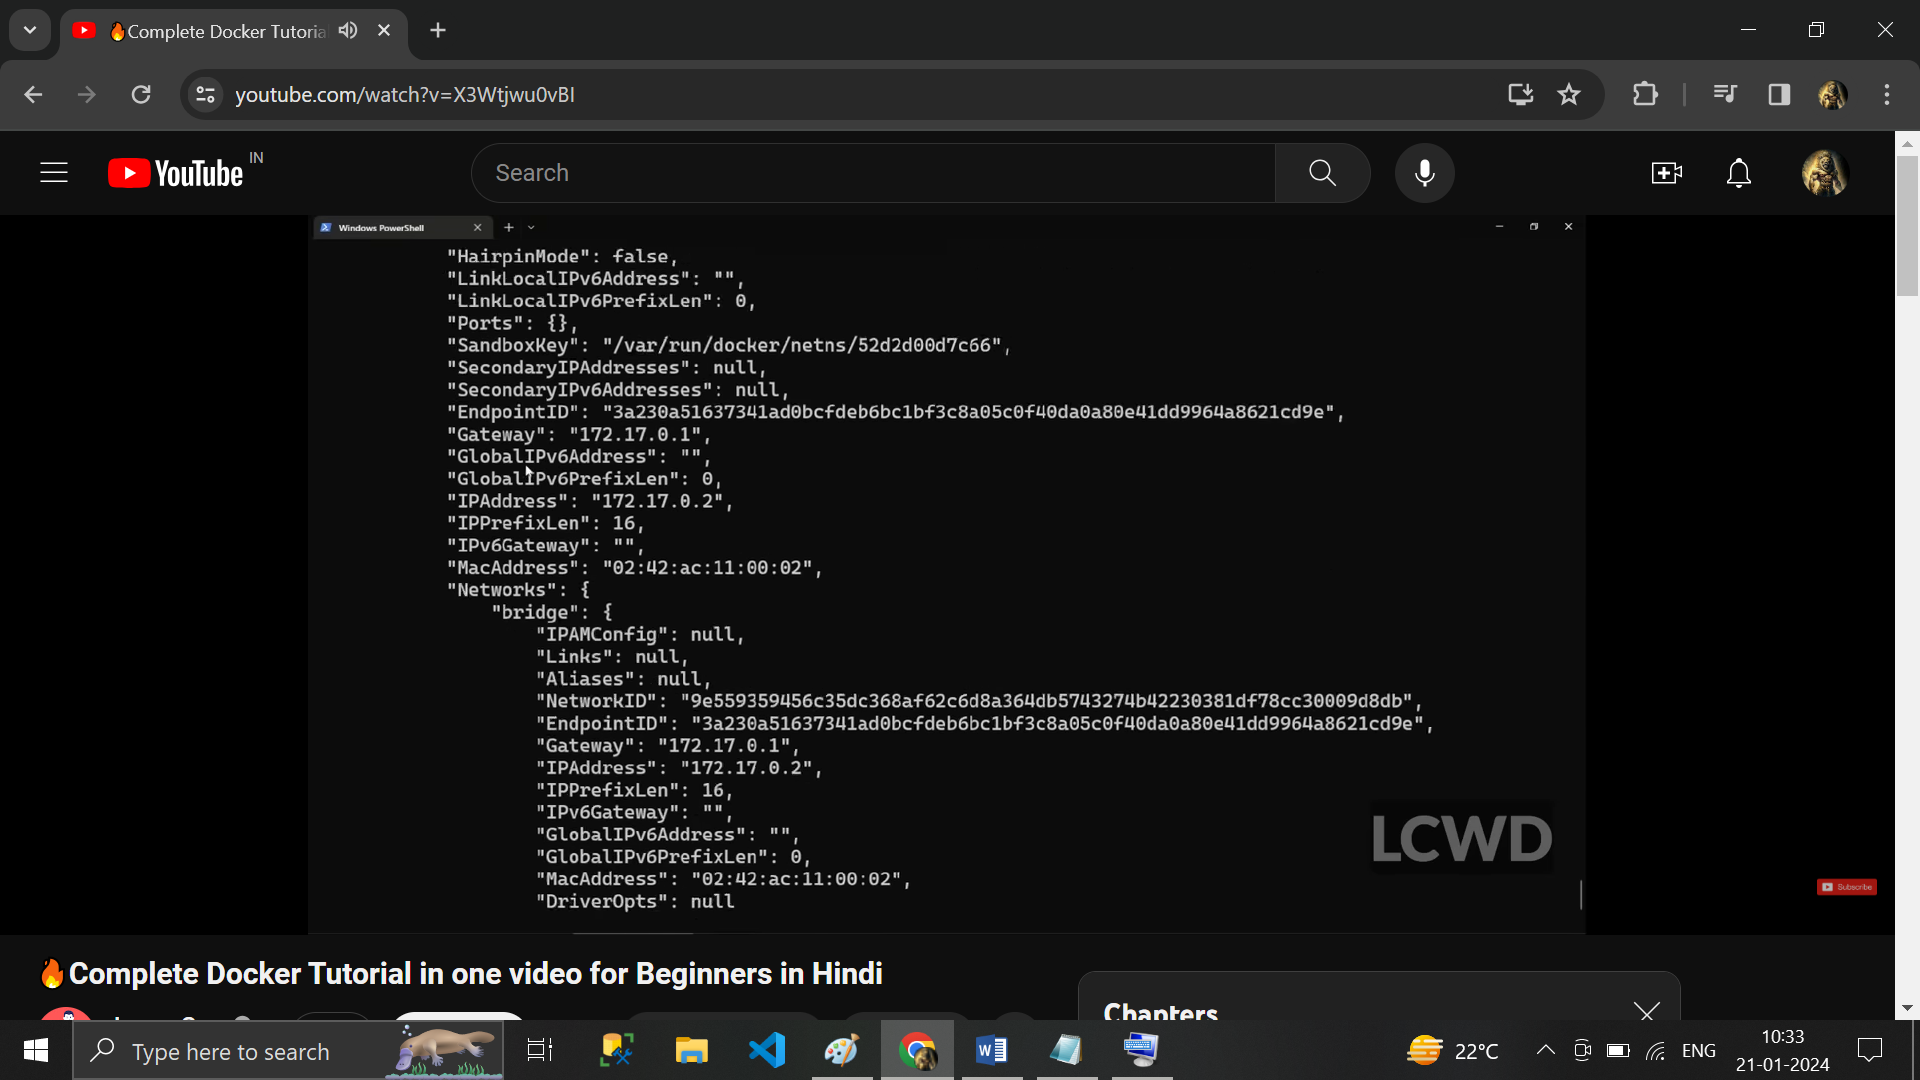 🔥Complete Docker Tutoria
youtube.com/watch?v=X3Wtjwu0vBI
YouTube IN
Search
Windows PowerShell
"HairpinMode": false,
"LinkLocalIPv6Address": "",
"LinkLocalIPv6PrefixLen": 0,
"Ports": {},
"SandboxKey": "/var/run/docker/netns/52d2d00d7c66",
"SecondaryIPAddresses": null,
"SecondaryIPv6Addresses": null,
"EndpointID": "3a230a51637341ad0bcfdeb6bc1bf3c8a05c0f40da0a80e41dd9964a8621cd9e",
"Gateway": "172.17.0.1",
"GlobalIPv6Address": "",
"GlobalIPv6PrefixLen": 0,
"IPAddress": "172.17.0.2",
"IPPrefixLen": 16,
"IPv6Gateway": "",
"MacAddress": "02:42:ac:11:00:02",
"Networks": {
"bridge": {
"IPAMConfig": null,
"Links": null,
"Aliases": null,
"NetworkID": "9e559359456c35dc368af62c6d8a364db5743274b42230381df78cc30009d8db",
"EndpointID": "3a230a51637341ad0bcfdeb6bc1bf3c8a05c0f40da0a80e41dd9964a8621cd9e",
"Gateway": "172.17.0.1",
"IPAddress": "172.17.0.2",
"IPPrefixLen": 16,
"IPv6Gateway": "",
"GlobalIPv6Address": "",
"GlobalIPv6PrefixLen": 0,
"MacAddress": "02:42:ac:11:00:02",
"DriverOpts": null
LCWD
Subscribe
🔥Complete Docker Tutorial in one video for Beginners in Hindi
Chapters
Type here to search
22°C
ENG
10:33
21-01-2024